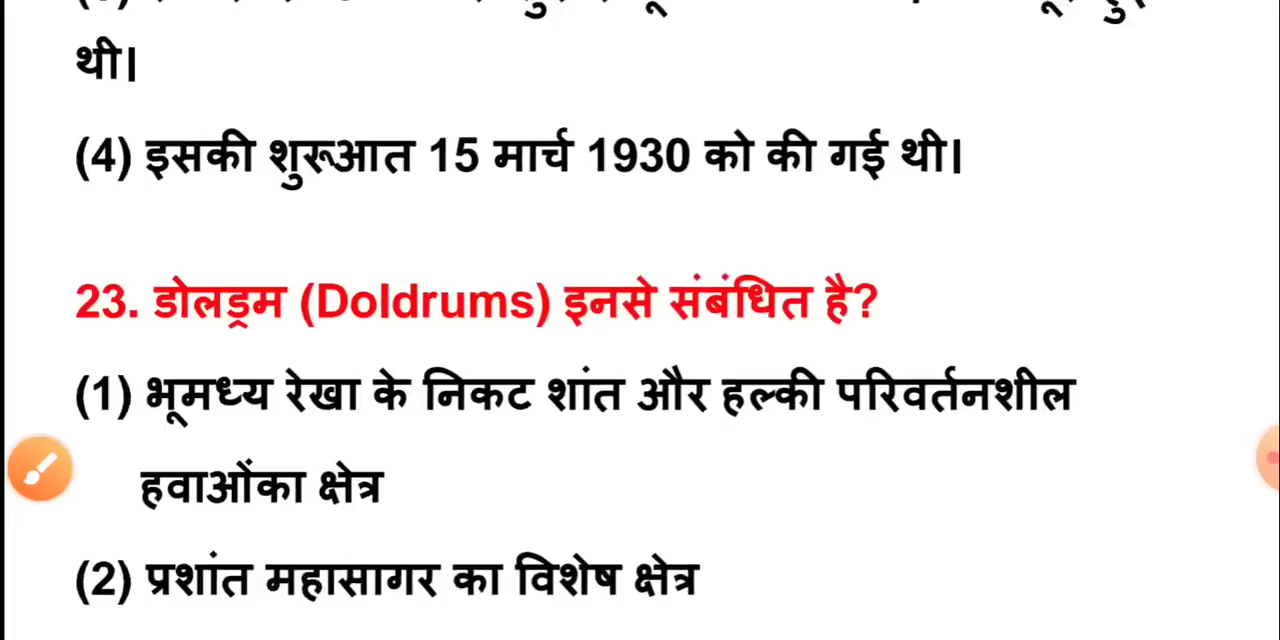 थी।
(4) इसकी शुरूआत 15 मार्च 1930 को की गई थी।
23. डोलड्रम (Doldrums) इनसे संबंधित है?
(1) भूमध्य रेखा के निकट शांत और हल्की परिवर्तनशील
हवाओंका क्षेत्र
(2) प्रशांत महासागर का विशेष क्षेत्र